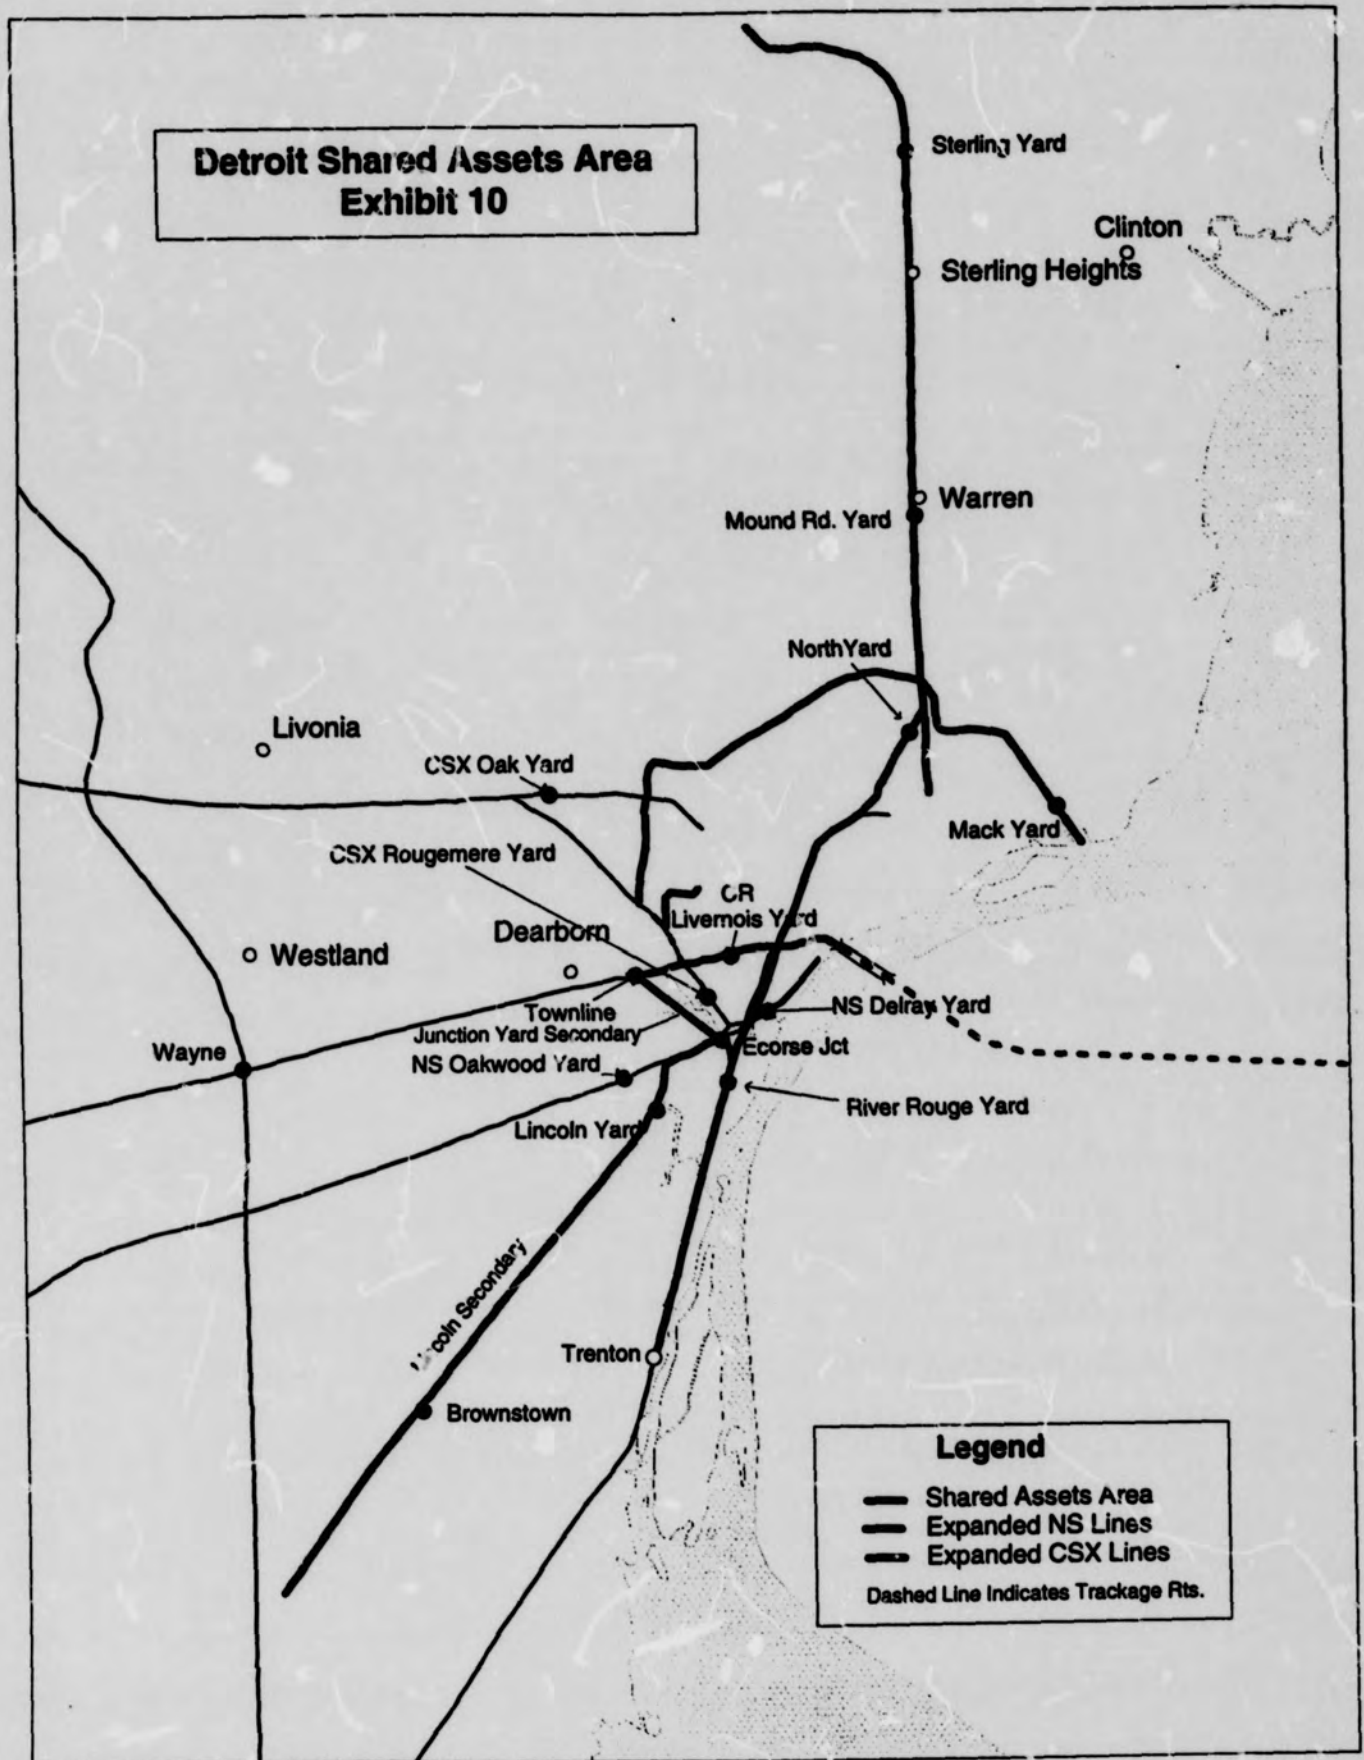 Detroit Shared Assets Area
Exhibit 10
Sterling Yard
Clinton
Sterling Heights
Warren
Mound Rd. Yard
NorthYard
Livonia
CSX Oak Yard
Mack Yard
CSX Rougemere Yard
CR
Livernois Yard
Dearborn
Westland
Townline
NS Delray Yard
Junction Yard Secondary
Ecorse Jct
Wayne
NS Oakwood Yard
River Rouge Yard
Lincoln Yard
Lincoln Secondary
Trenton
Brownstown
Legend
Shared Assets Area
Expanded NS Lines
Expanded CSX Lines
Dashed Line Indicates Trackage Rts.